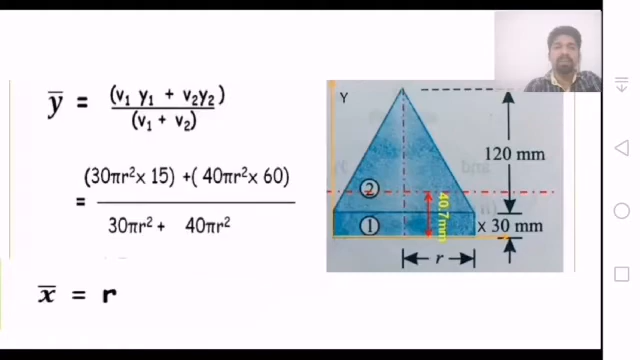 y̅ = (v₁ y₁ + v₂y₂)
(v₁ + v₂)
= (30πr² x 15) +( 40πr² x 60)
30πr² + 40πr²
x̅ = r
Y
120 mm
②
40.7mm
①
x 30 mm
r